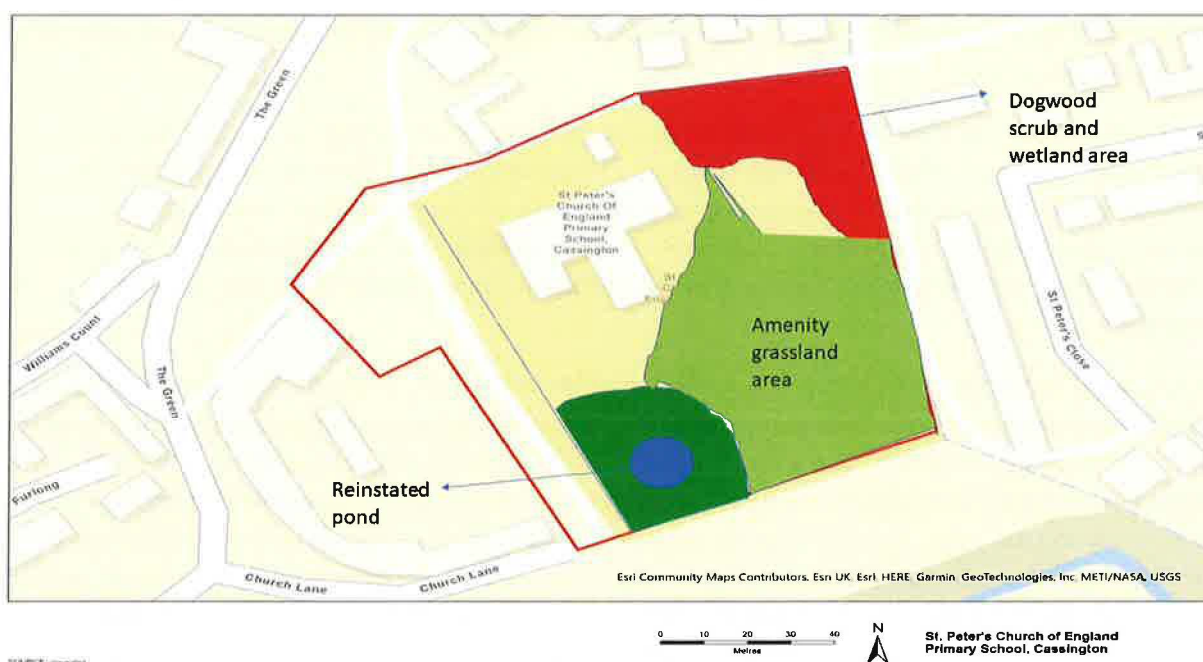 The Green
Dogwood
scrub and
wetland area
St Peter's
Church Of
England
Primary
School,
Cassington
St Peter's Close
Williams Court
The Green
Amenity
grassland
area
Furlong
Reinstated
pond
Church Lane
Church Lane
Esri Community Maps Contributors, Esri UK, Esri, HERE, Garmin, GeoTechnologies, Inc, METI/NASA, USGS
0 10 20 30 40
Metres
N
St. Peter's Church of England
Primary School, Cassington